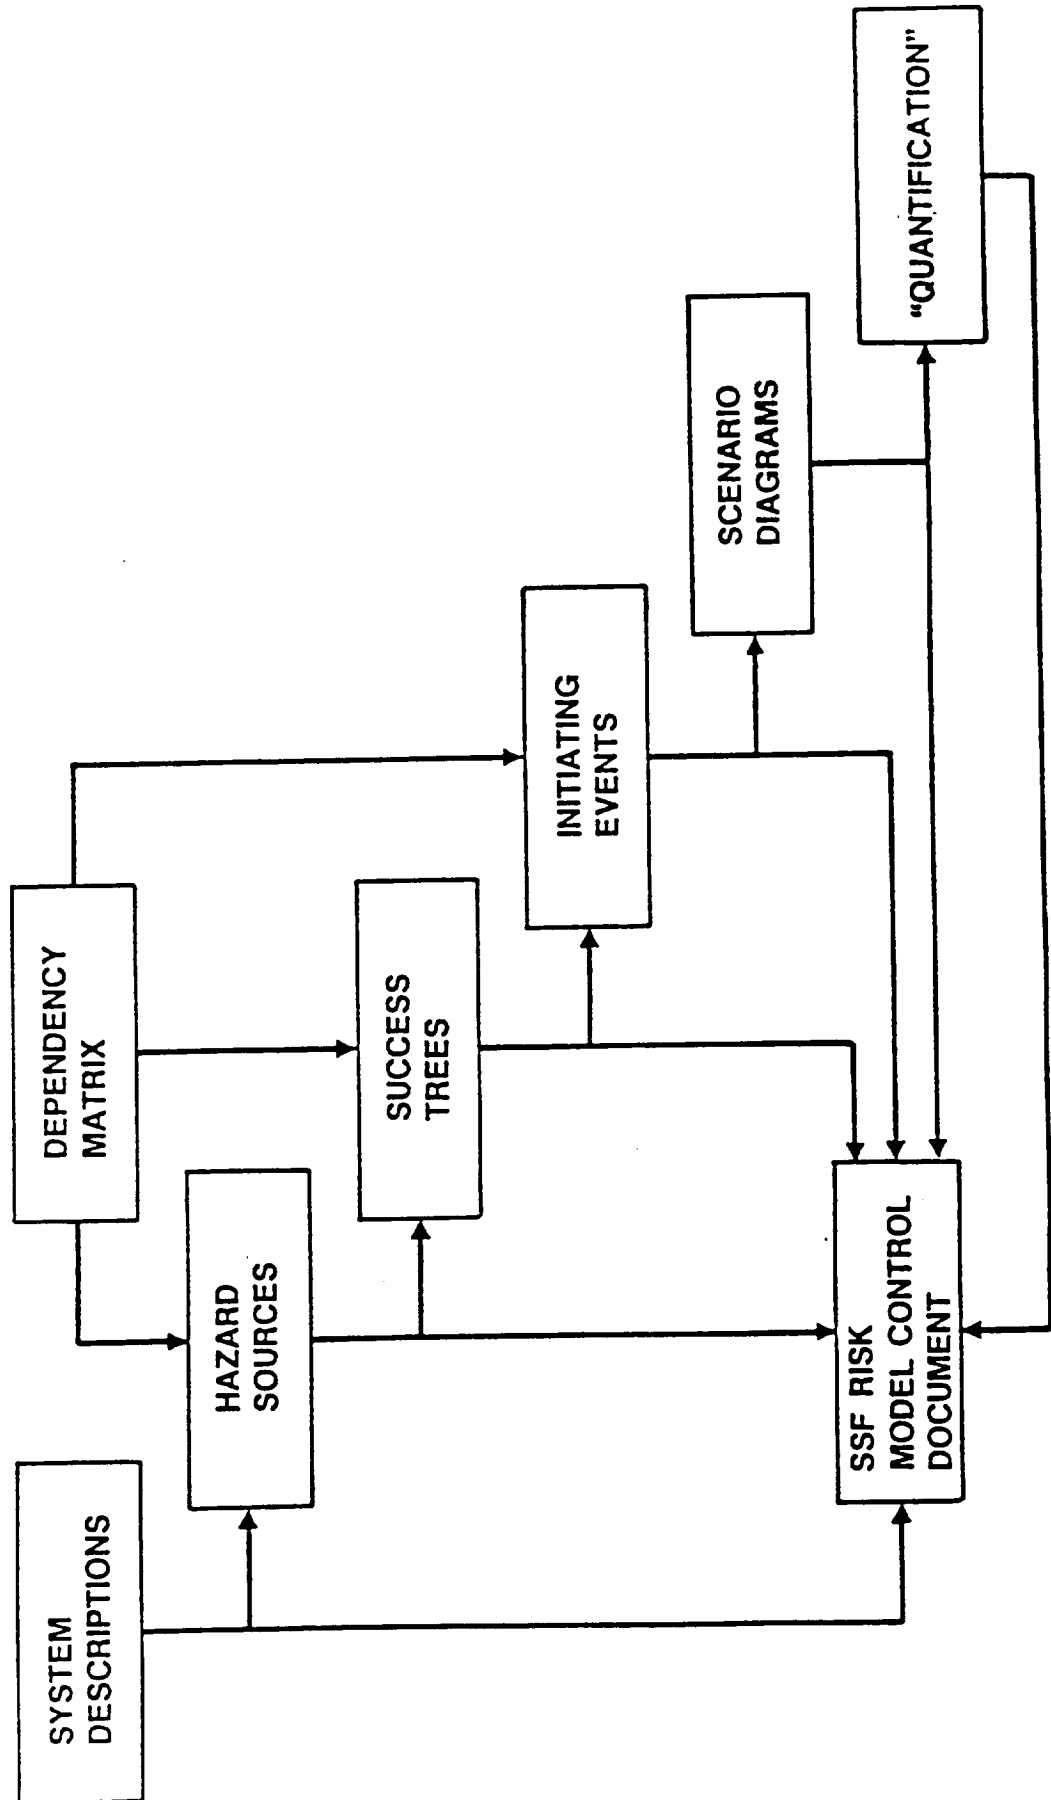 SYSTEM
DESCRIPTIONS
DEPENDENCY
MATRIX
HAZARD
SOURCES
SUCCESS
TREES
INITIATING
EVENTS
SCENARIO
DIAGRAMS
"QUANTIFICATION"
SSF RISK
MODEL CONTROL
DOCUMENT